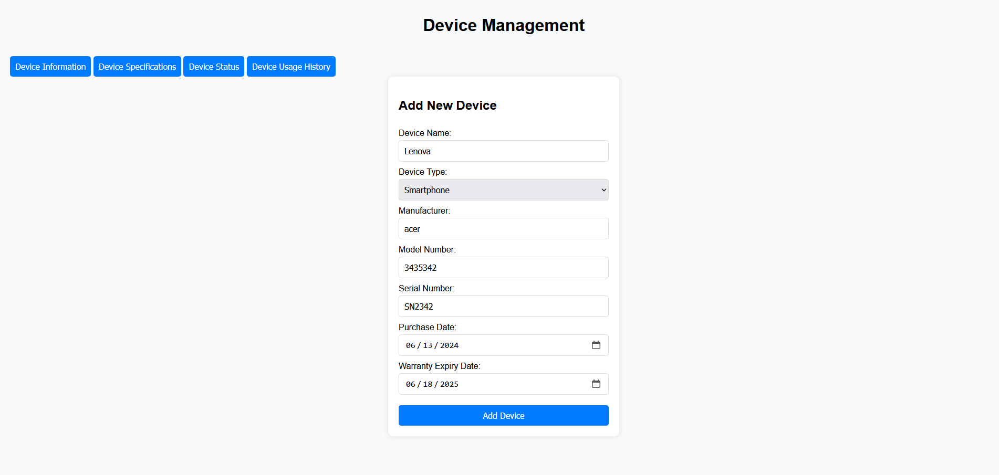 Device Management
Device Information Device Specifications Device Status Device Usage History
Add New Device
Device Name:
Lenova
Device Type:
Smartphone
Manufacturer:
acer
Model Number:
3435342
Serial Number:
SN2342
Purchase Date:
06 / 13 / 2024
Warranty Expiry Date:
06 / 18 / 2025
Add Device